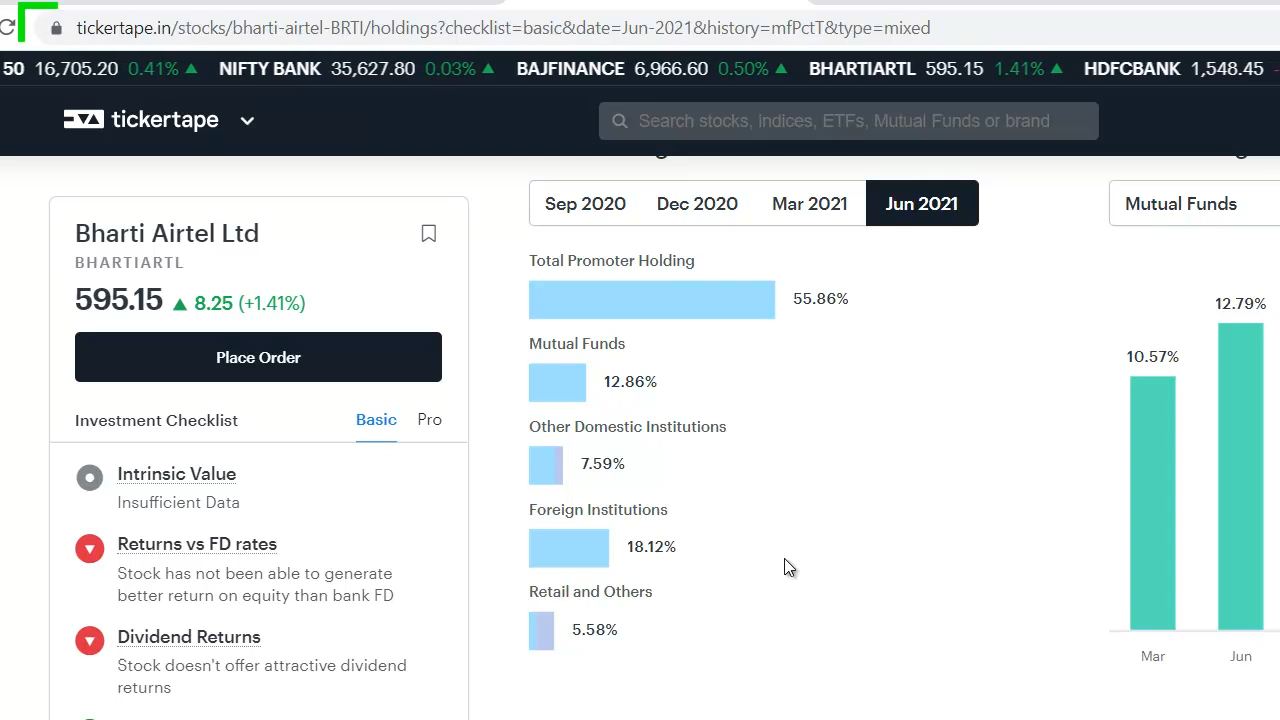 tickertape.in/stocks/bharti-airtel-BRTI/holdings?checklist=basic&date=Jun-2021&history=mfPctT&type=mixed
50 16,705.20 0.41% ▲ NIFTY BANK 35,627.80 0.03% ▲ BAJFINANCE 6,966.60 0.50% ▲ BHARTIARTL 595.15 1.41% ▲ HDFCBANK 1,548.45
tickertape
Search stocks, indices, ETFs, Mutual Funds or brand
Bharti Airtel Ltd
BHARTIARTL
595.15 ▲ 8.25 (+1.41%)
Place Order
Investment Checklist Basic Pro
Intrinsic Value
Insufficient Data
Returns vs FD rates
Stock has not been able to generate
better return on equity than bank FD
Dividend Returns
Stock doesn't offer attractive dividend
returns
Sep 2020 Dec 2020 Mar 2021 Jun 2021
Total Promoter Holding
55.86%
Mutual Funds
12.86%
Other Domestic Institutions
7.59%
Foreign Institutions
18.12%
Retail and Others
5.58%
Mutual Funds
12.79%
10.57%
Mar Jun